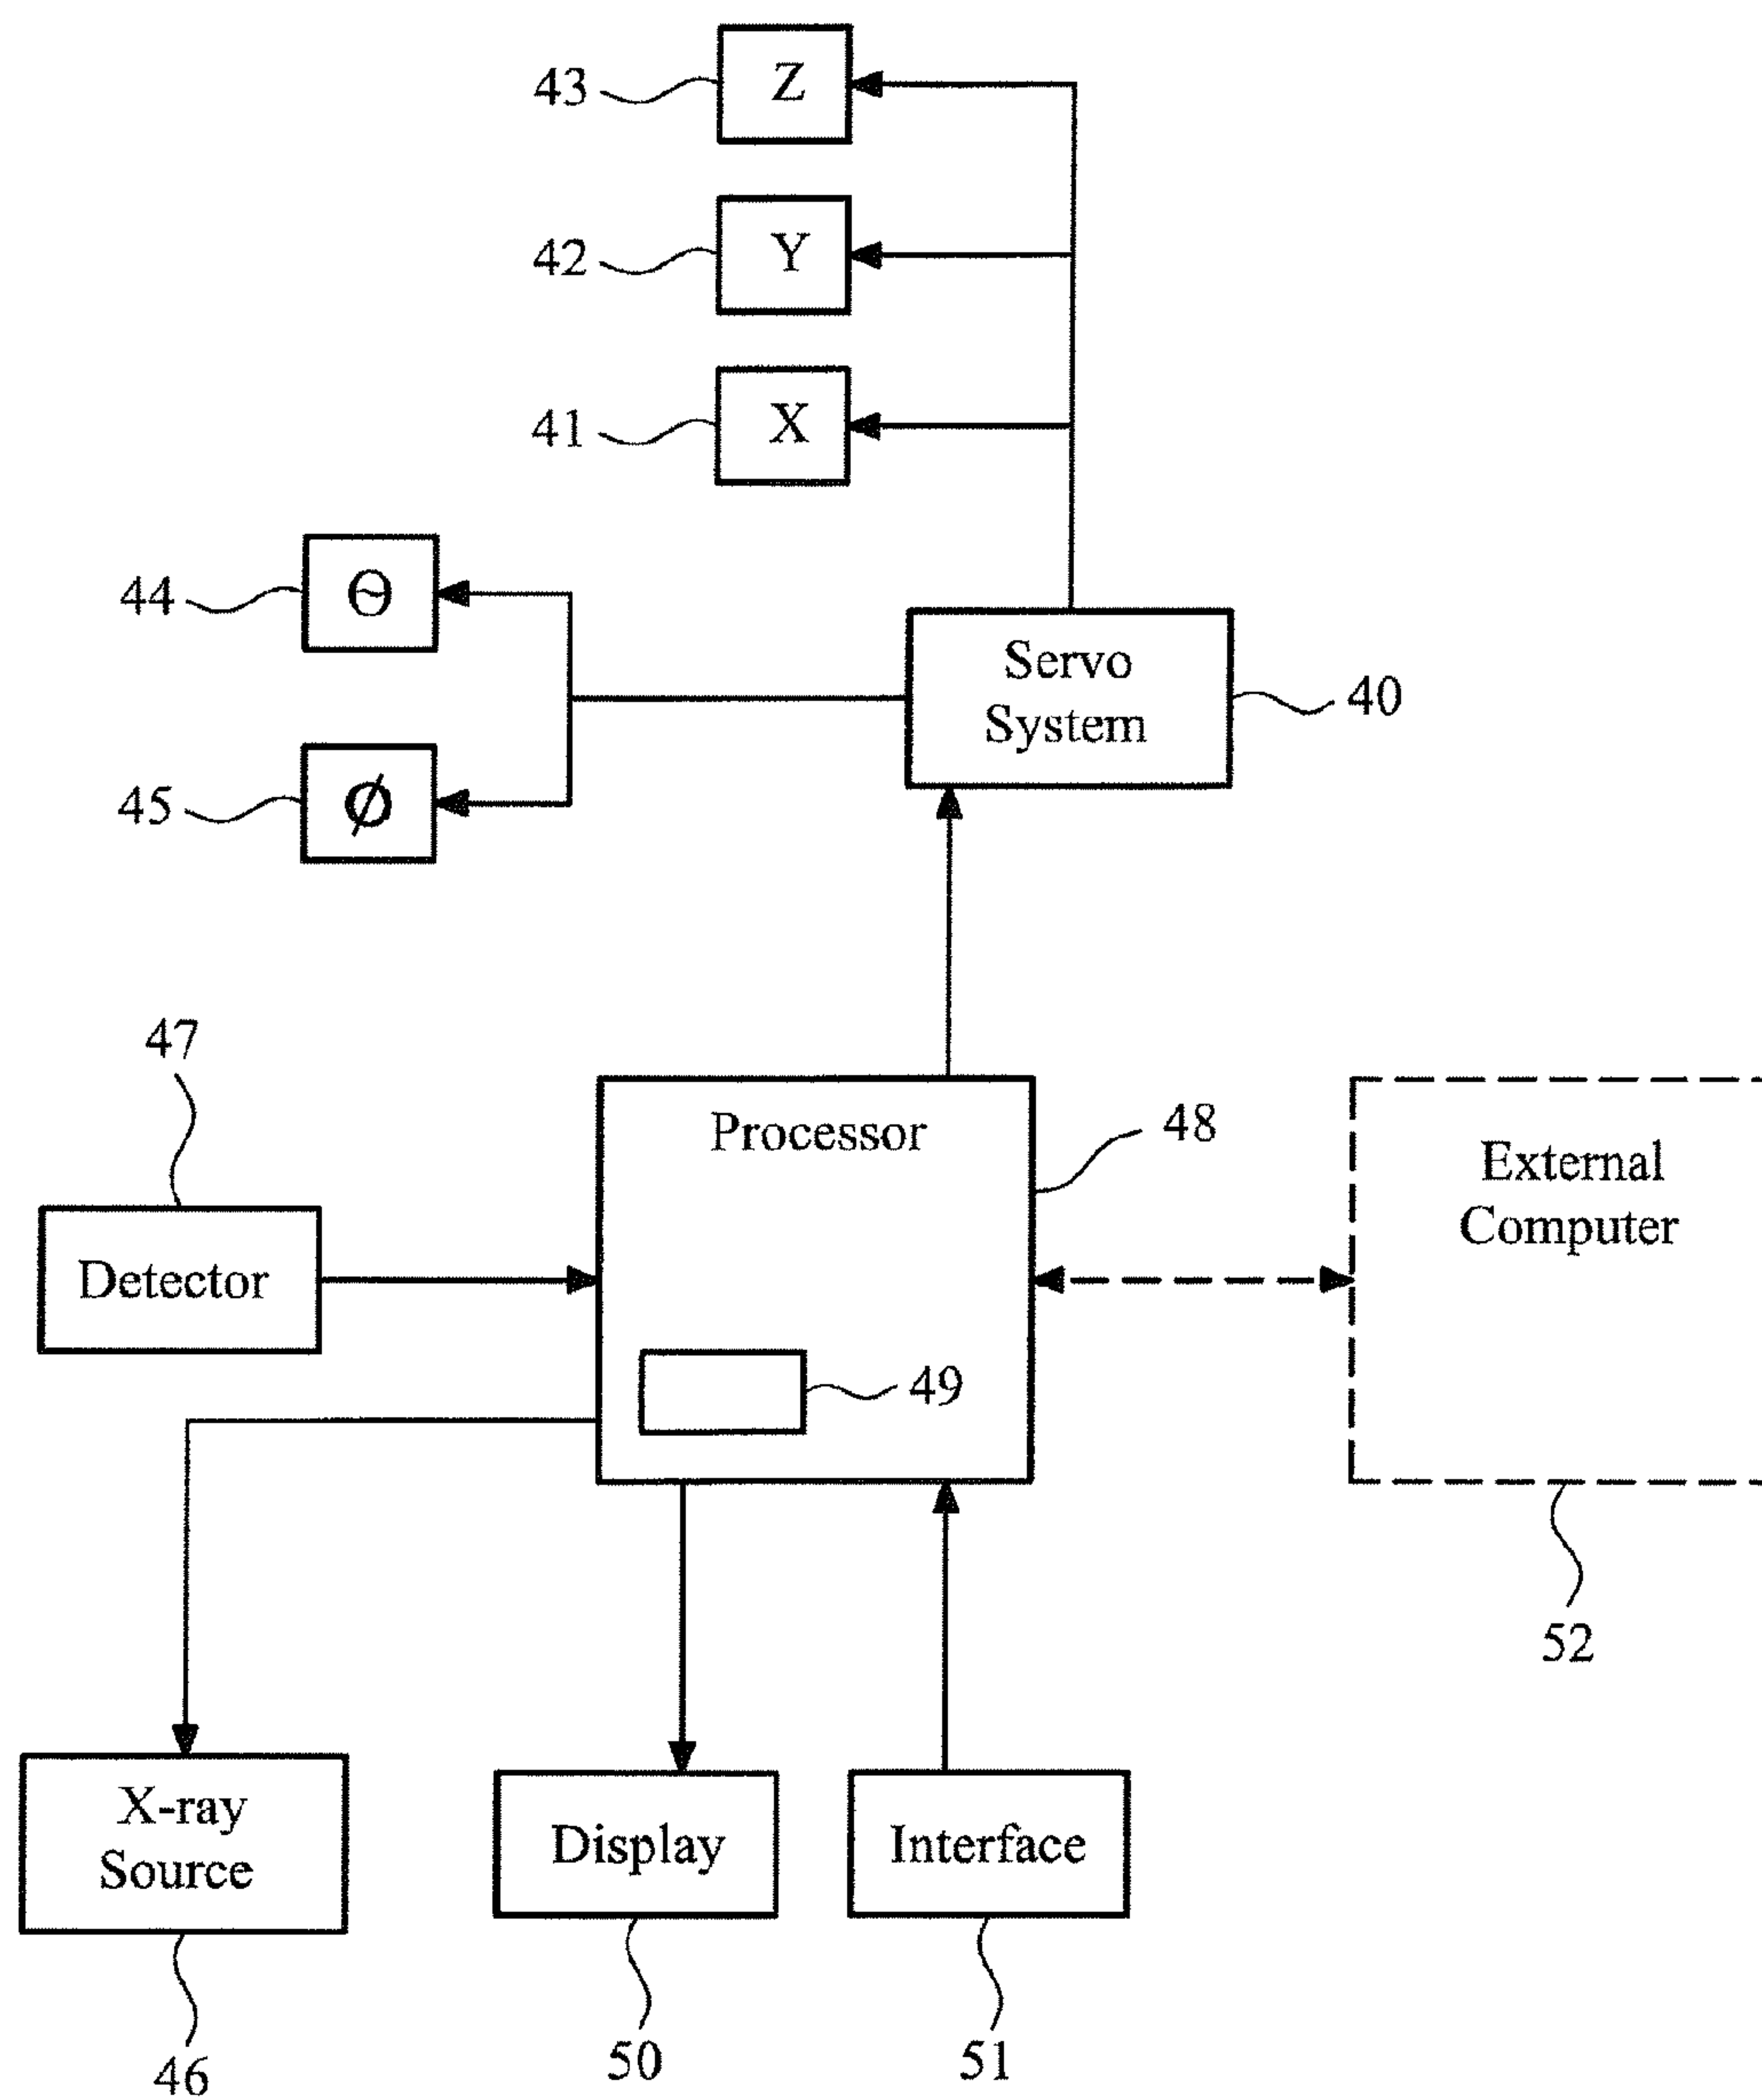 43
Z
42
Y
41
X
44
Θ
Servo
System
40
45
ϕ
47
Processor
48
External
Computer
Detector
49
52
X-ray
Source
Display
Interface
46
50
51